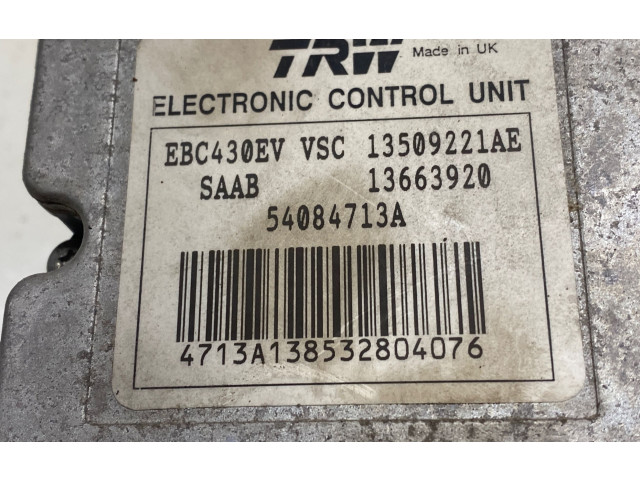 TRW Made in UK
ELECTRONIC CONTROL UNIT
EBC430EV VSC 13509221AE
SAAB 13663920
54084713A
4713A138532804076